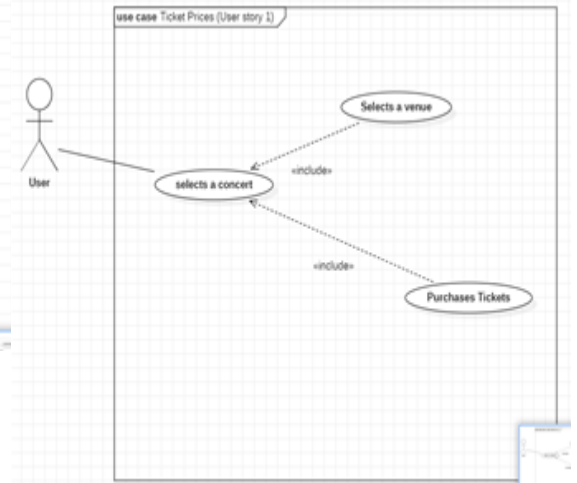 use case Ticket Prices (User story 1)
Selects a venue
«include»
selects a concert
User
«include»
Purchases Tickets